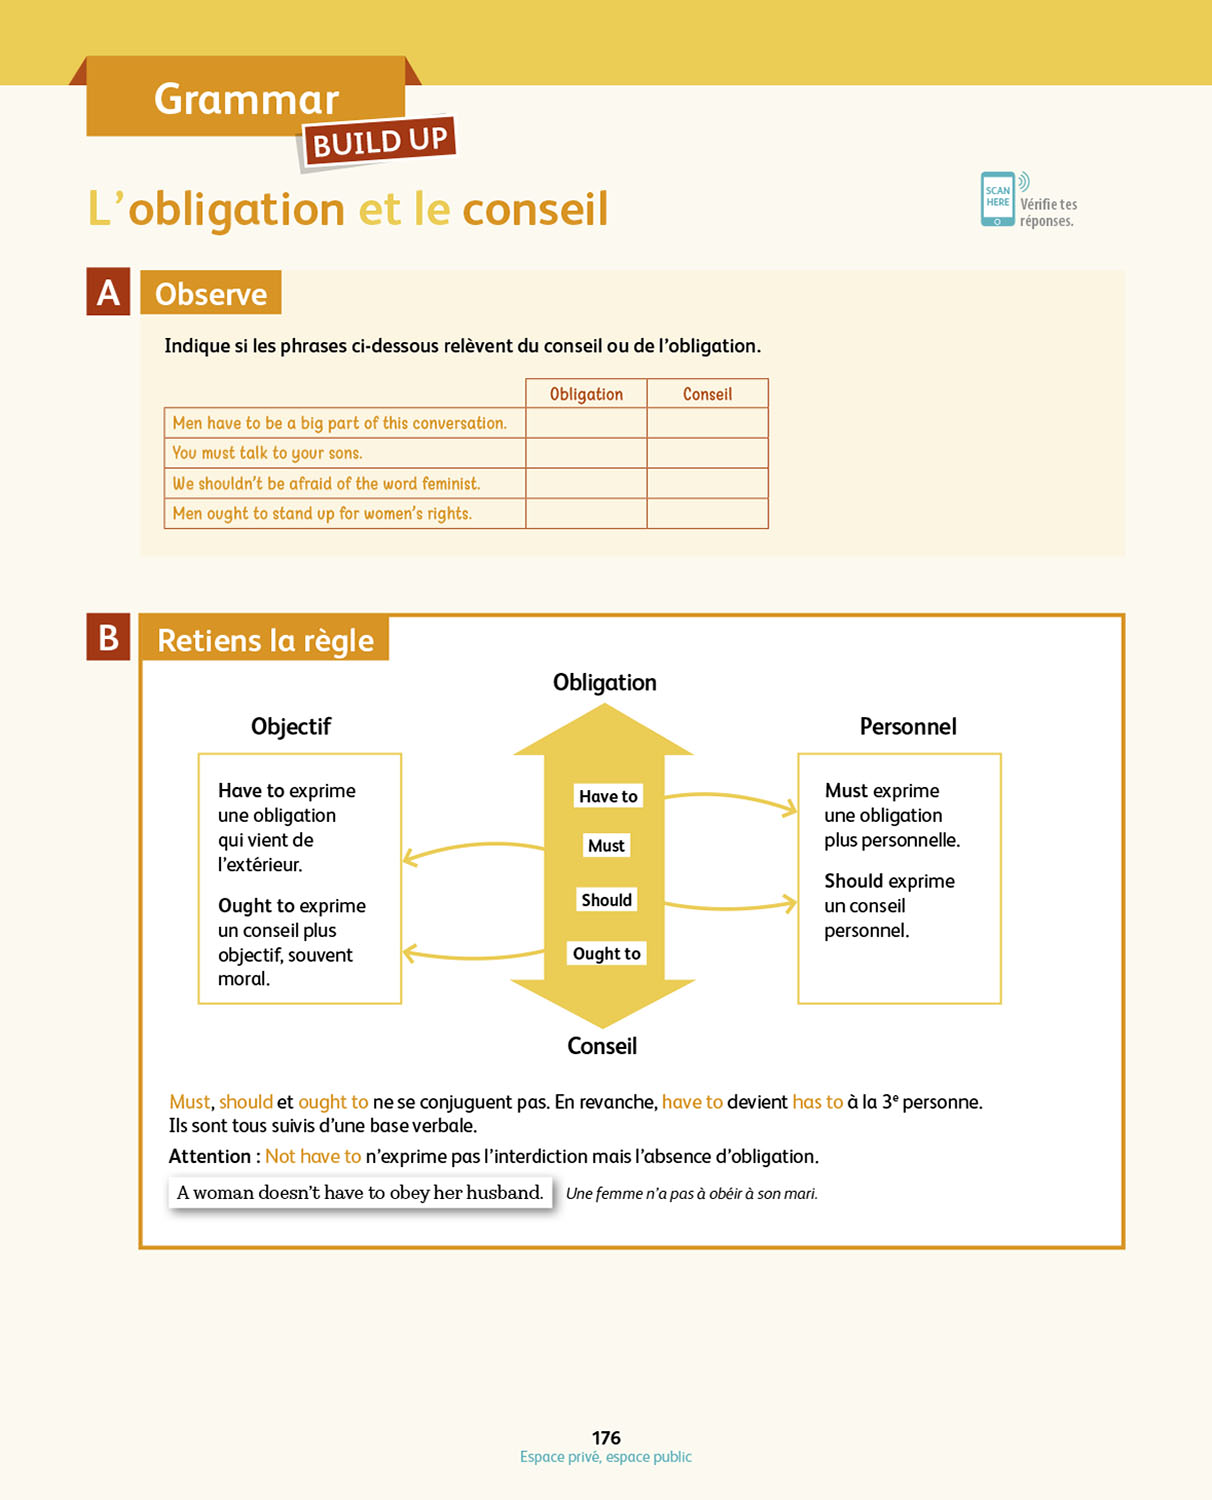 Grammar
BUILD UP
L’obligation et le conseil
SCAN
HERE
Vérifie tes
réponses.
A
Observe
Indique si les phrases ci-dessous relèvent du conseil ou de l’obligation.
Obligation Conseil
Men have to be a big part of this conversation.
You must talk to your sons.
We shouldn’t be afraid of the word feminist.
Men ought to stand up for women’s rights.
B
Retiens la règle
Obligation
Objectif
Have to exprime
une obligation
qui vient de
l’extérieur.
Ought to exprime
un conseil plus
objectif, souvent
moral.
Have to
Must
Should
Ought to
Personnel
Must exprime
une obligation
plus personnelle.
Should exprime
un conseil
personnel.
Conseil
Must, should et ought to ne se conjuguent pas. En revanche, have to devient has to à la 3e personne.
Ils sont tous suivis d’une base verbale.
Attention : Not have to n’exprime pas l’interdiction mais l’absence d’obligation.
A woman doesn’t have to obey her husband. Une femme n’a pas à obéir à son mari.
176
Espace privé, espace public